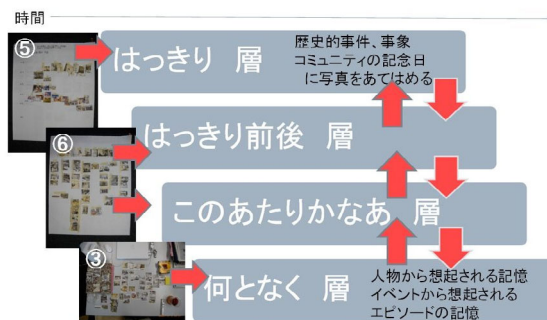 時間
⑤
はっきり 層
歴史的事件、事象
コミュニティの記念日
に写真をあてはめる
⑥
はっきり前後 層
このあたりかなあ 層
③
何となく 層
人物から想起される記憶
イベントから想起される
エピソードの記憶